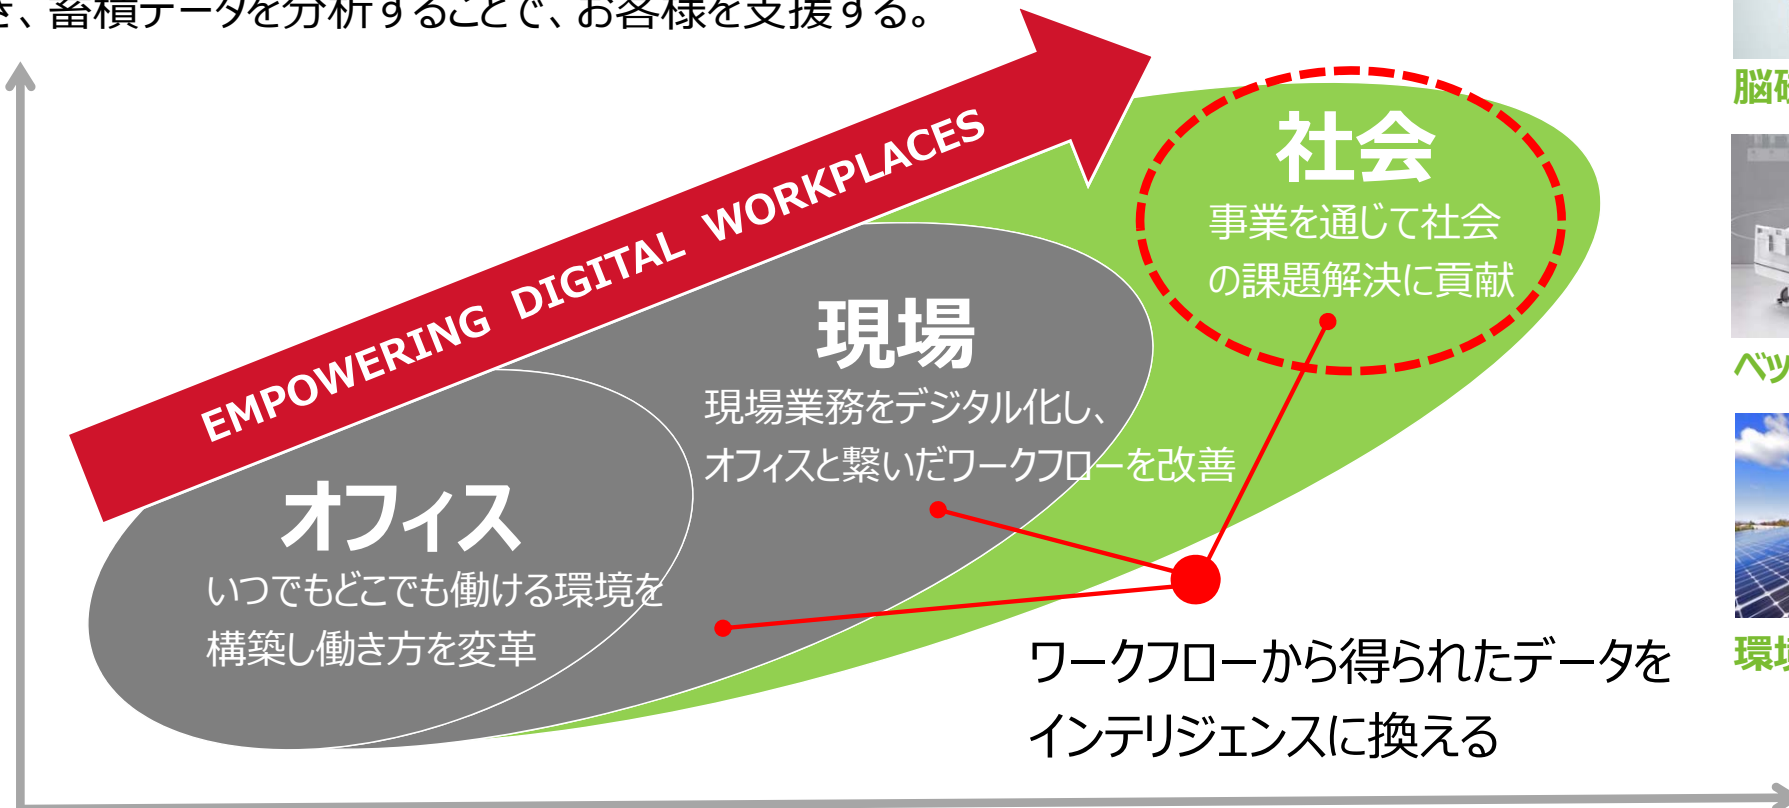 、蓄積データを分析することで、お客様を支援する。
EMPOWERING DIGITAL WORKPLACES
社会
事業を通じて社会
の課題解決に貢献
現場
現場業務をデジタル化し、
オフィスと繋いだワークフローを改善
オフィス
いつでもどこでも働ける環境を
構築し働き方を変革
ワークフローから得られたデータを
インテリジェンスに換える
脳
ベッ
環